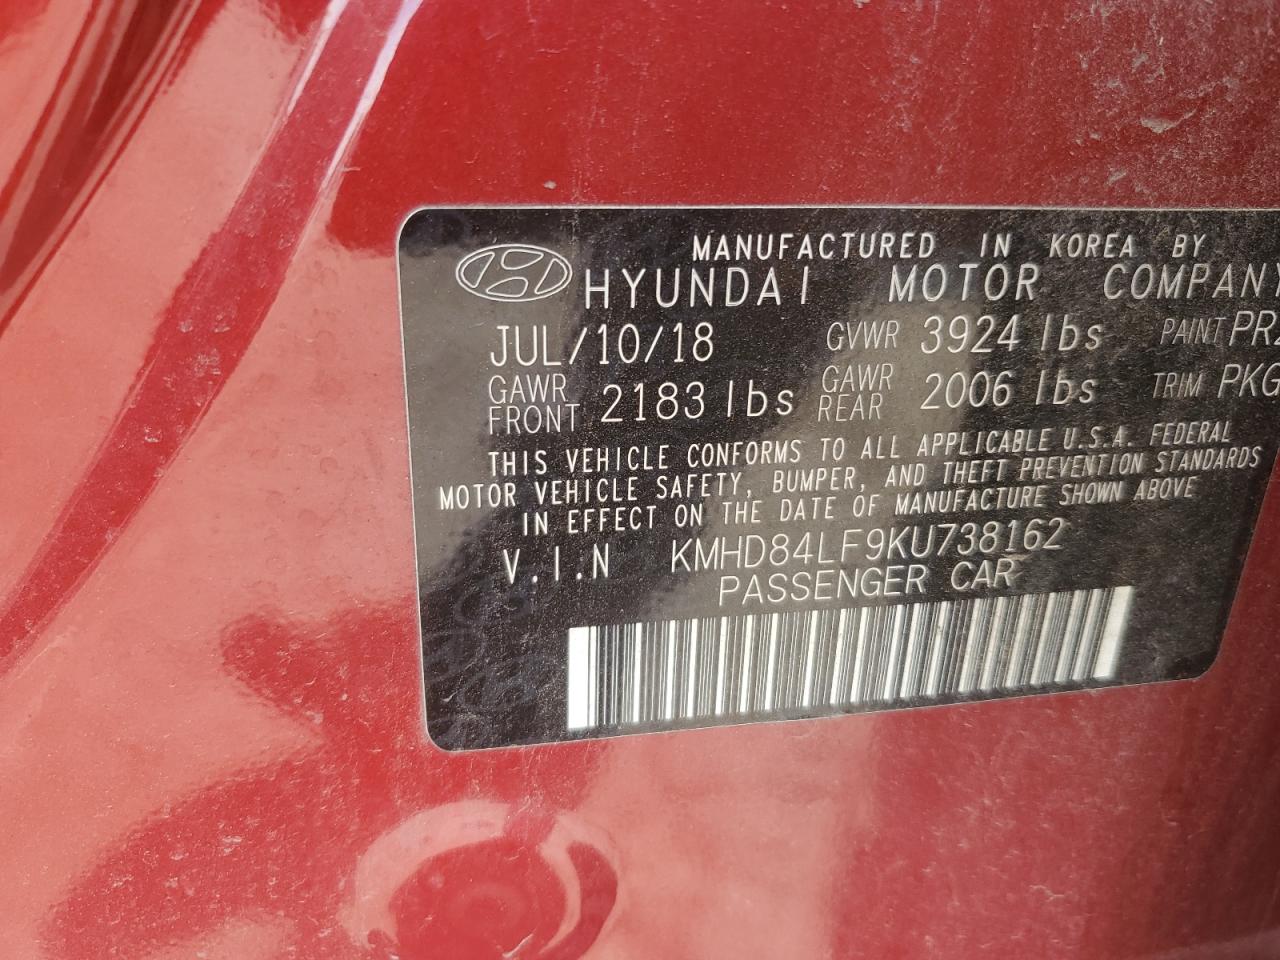 MANUFACTURED IN KOREA BY
HYUNDAI MOTOR COMPANY
JUL/10/18 GVWR 3924 lbs PAINT
GAWR FRONT 2183 lbs GAWR REAR 2006 lbs TRIM PKG
THIS VEHICLE CONFORMS TO ALL APPLICABLE U.S.A. FEDERAL
MOTOR VEHICLE SAFETY, BUMPER, AND THEFT PREVENTION STANDARDS
IN EFFECT ON THE DATE OF MANUFACTURE SHOWN ABOVE
V.I.N KMHD84LF9KU738162
PASSENGER CAR